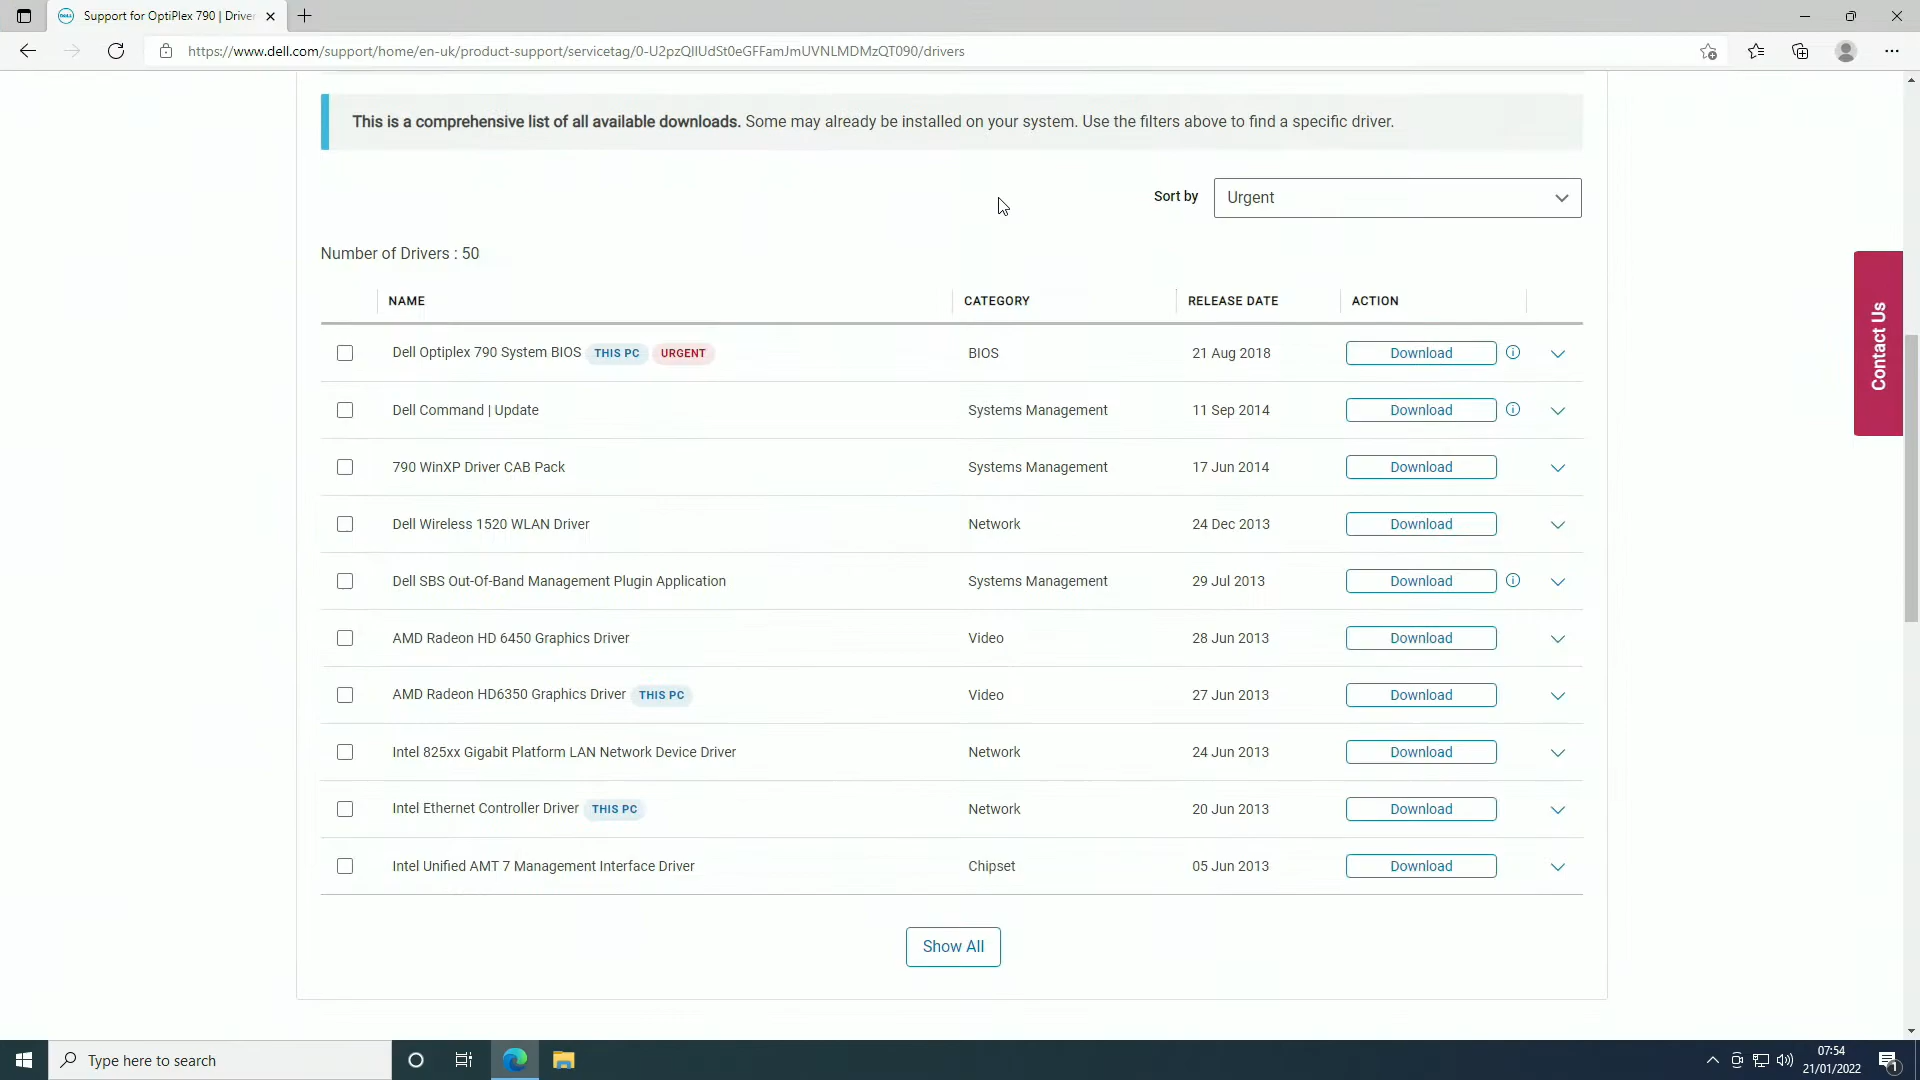 Support for OptiPlex 790 | Driver
https://www.dell.com/support/home/en-uk/product-support/servicetag/0-U2pzQllUdSt0eGFFamJmUVNLMDMzQT090/drivers
This is a comprehensive list of all available downloads. Some may already be installed on your system. Use the filters above to find a specific driver.
Sort by Urgent
Number of Drivers : 50
NAME CATEGORY RELEASE DATE ACTION
Dell Optiplex 790 System BIOS THIS PC URGENT BIOS 21 Aug 2018 Download
Dell Command | Update Systems Management 11 Sep 2014 Download
790 WinXP Driver CAB Pack Systems Management 17 Jun 2014 Download
Dell Wireless 1520 WLAN Driver Network 24 Dec 2013 Download
Dell SBS Out-Of-Band Management Plugin Application Systems Management 29 Jul 2013 Download
AMD Radeon HD 6450 Graphics Driver Video 28 Jun 2013 Download
AMD Radeon HD6350 Graphics Driver THIS PC Video 27 Jun 2013 Download
Intel 825xx Gigabit Platform LAN Network Device Driver Network 24 Jun 2013 Download
Intel Ethernet Controller Driver THIS PC Network 20 Jun 2013 Download
Intel Unified AMT 7 Management Interface Driver Chipset 05 Jun 2013 Download
Show All
Contact Us
Type here to search
07:54
21/01/2022
1